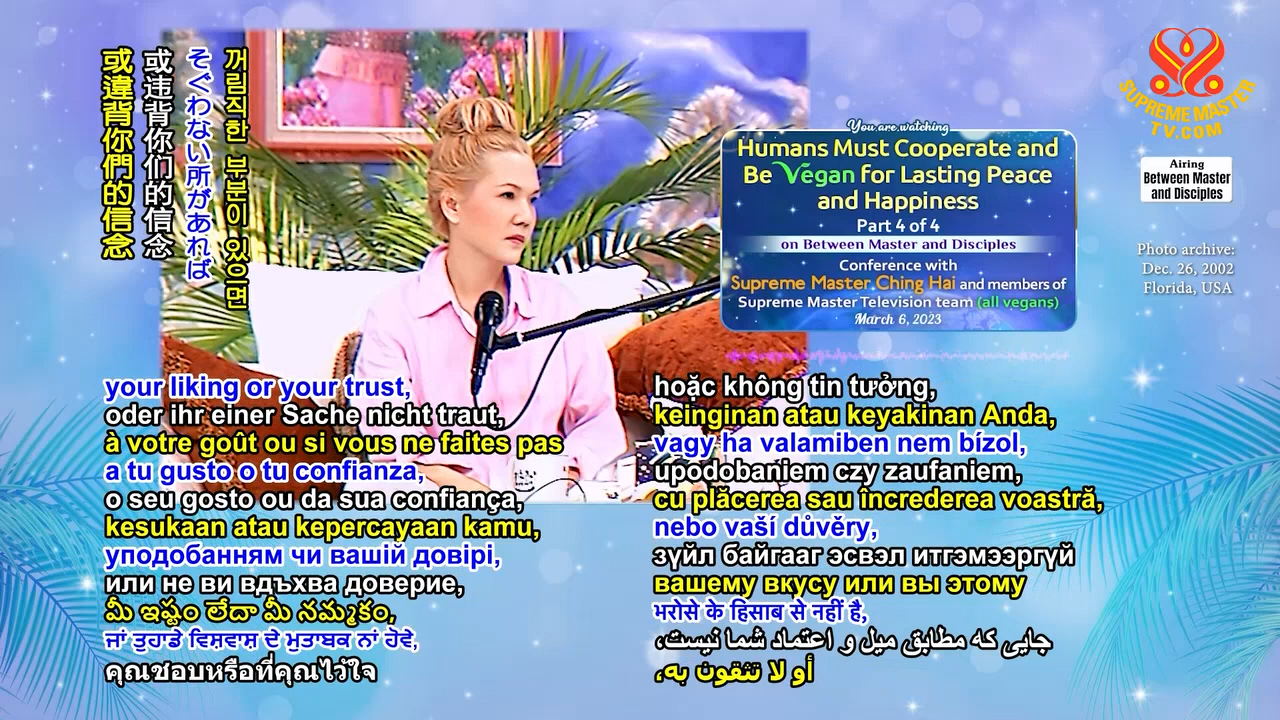 或違背你們的信念
或违背你们的信念
そぐわない所があれば
꺼림직한 부분이 있으면
You are watching
Humans Must Cooperate and
Be Vegan for Lasting Peace
and Happiness
Part 4 of 4
on Between Master and Disciples
Conference with
Supreme Master Ching Hai and members of
Supreme Master Television team (all vegans)
March 6, 2023
SUPREME MASTER
TV.COM
Airing
Between Master
and Disciples
Photo archive:
Dec. 26, 2002
Florida, USA
your liking or your trust,
oder ihr einer Sache nicht traut,
à votre goût ou si vous ne faites pas
a tu gusto o tu confianza,
o seu gosto ou da sua confiança,
kesukaan atau kepercayaan kamu,
уподобанням чи вашій довірі,
или не ви вдъхва доверие,
మీ ఇష్టం లేదా మీ నమ్మకం,
ਜਾਂ ਤੁਹਾਡੇ ਵਿਸ਼ਵਾਸ਼ ਦੇ ਮੁਤਾਬਕ ਨਾਂ ਹੋਵੇ,
คุณชอบหรือที่คุณไว้ใจ
hoặc không tin tưởng,
keinginan atau keyakinan Anda,
vagy ha valamiben nem bízol,
upodobaniem czy zaufaniem,
cu plăcerea sau încrederea voastră,
nebo vaší důvěry,
зүйл байгааг эсвэл итгэмээргүй
вашему вкусу или вы этому
भरोसे के हिसाब से नहीं है,
جایی که مطابق میل و اعتماد شما نیست،
أو لا تثقون به،